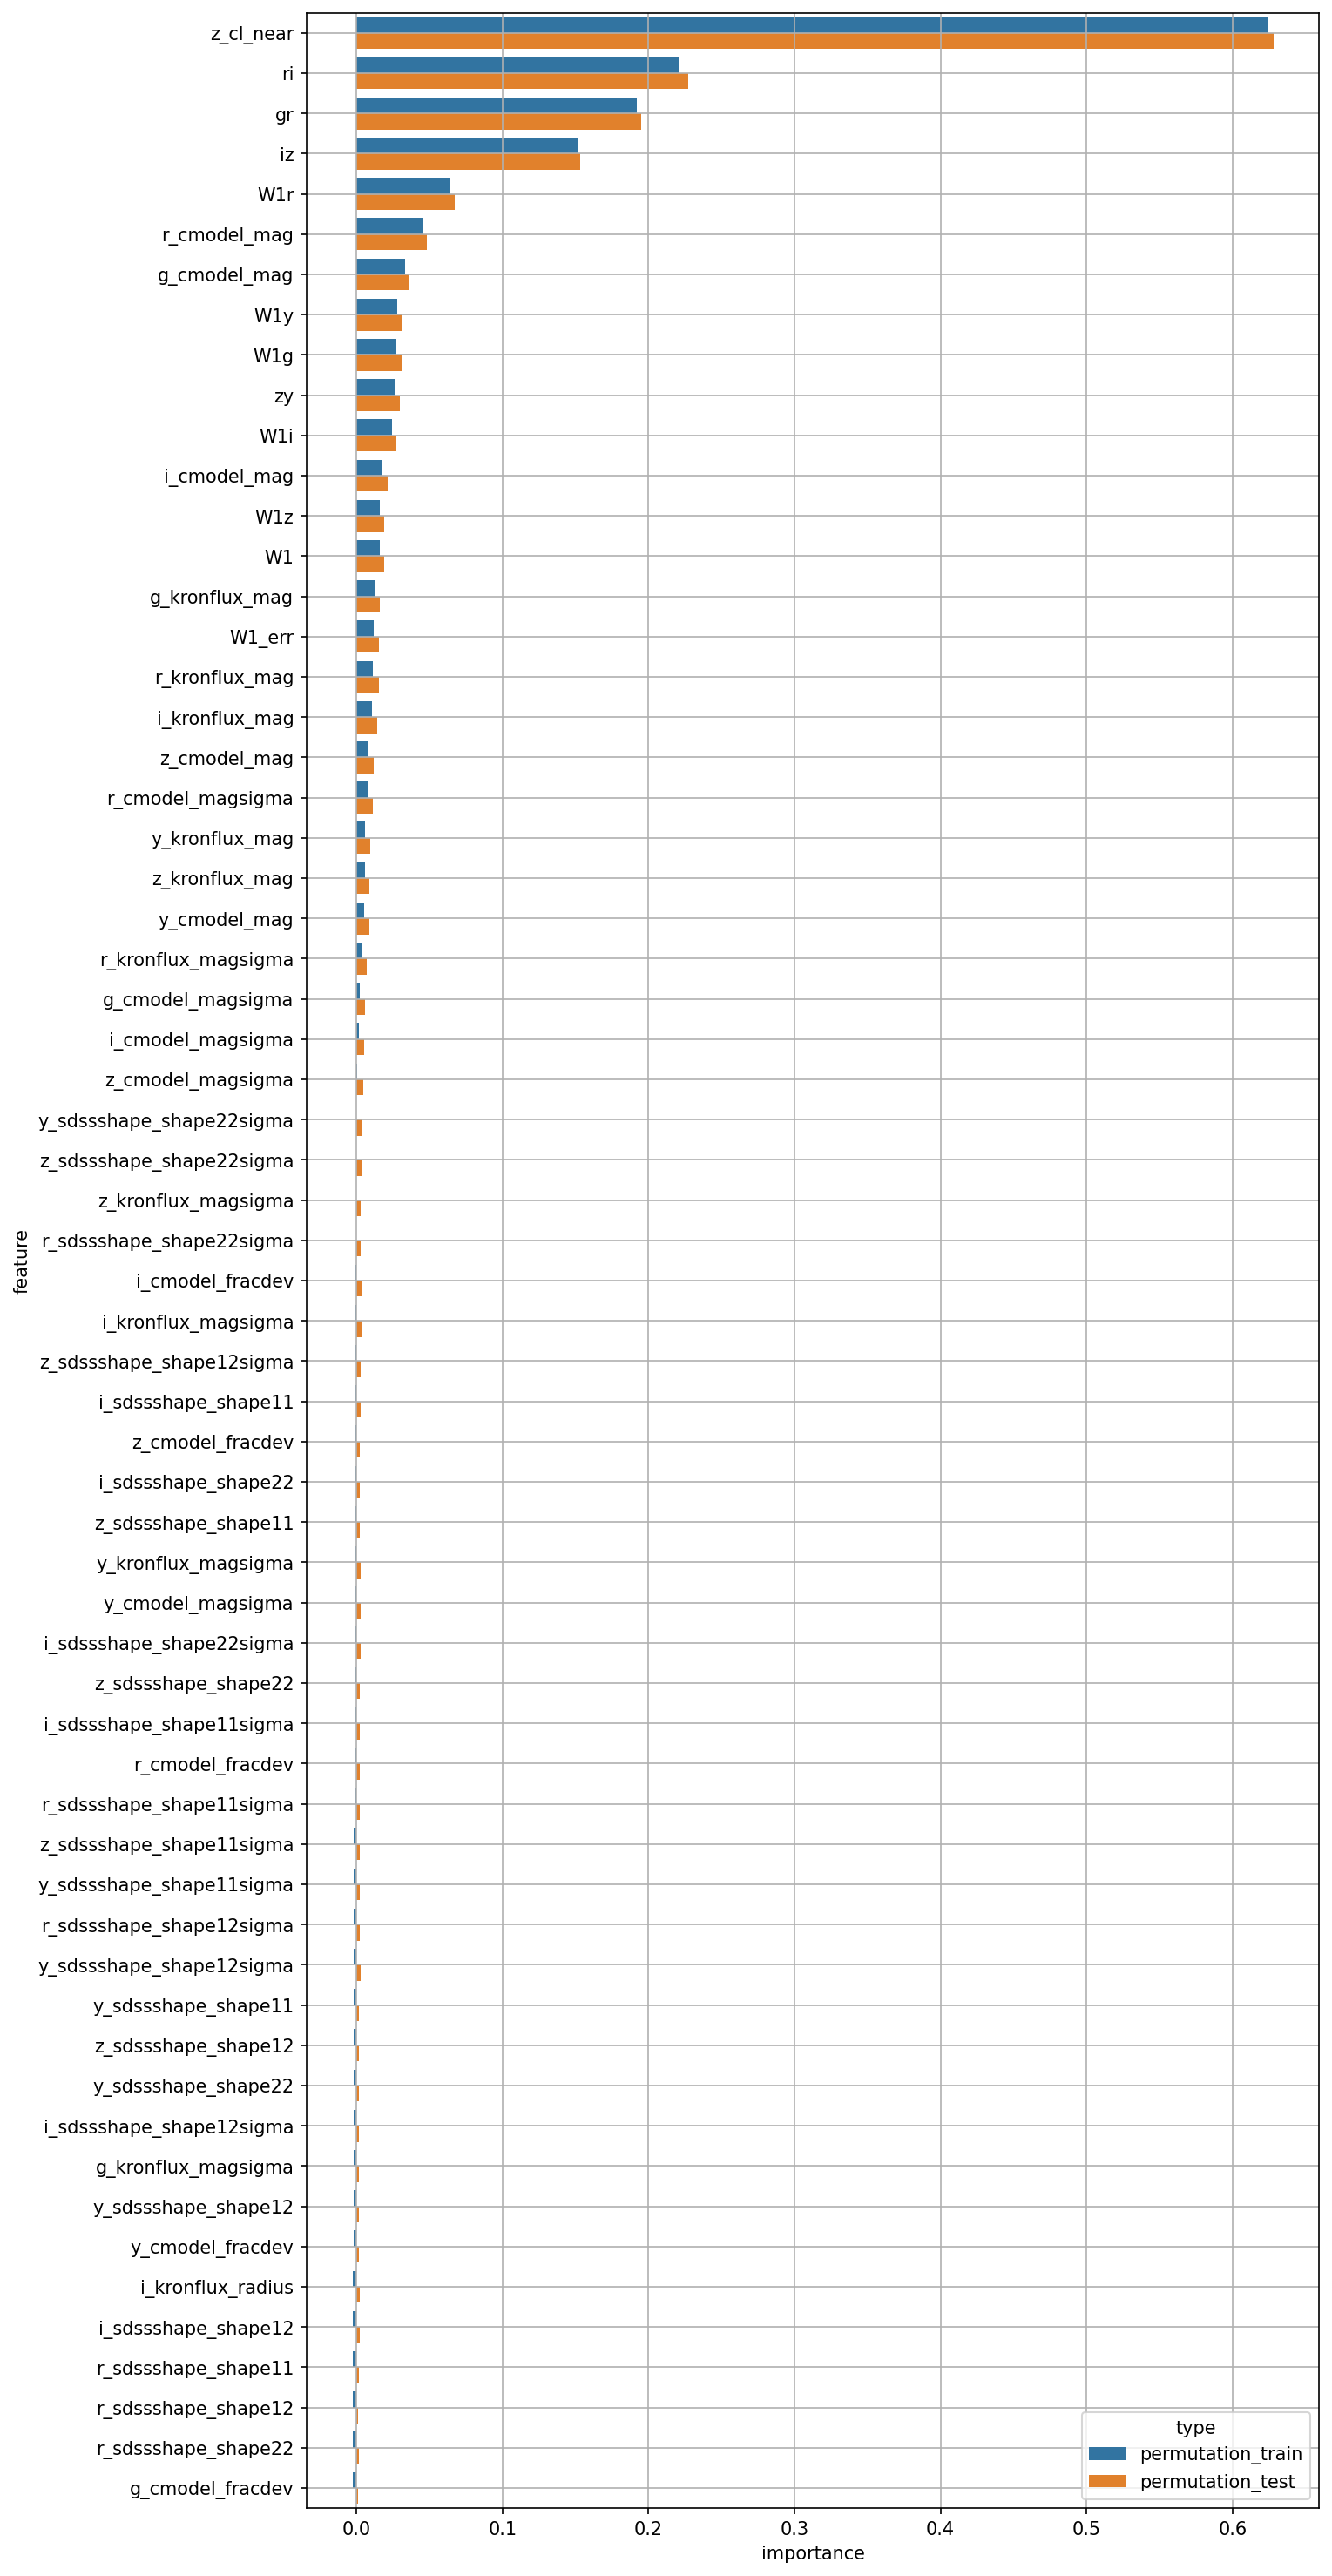 z_cl_near
ri
gr
iz
W1r
r_cmodel_mag
g_cmodel_mag
W1y
W1g
zy
W1i
i_cmodel_mag
W1z
W1
g_kronflux_mag
W1_err
r_kronflux_mag
i_kronflux_mag
z_cmodel_mag
r_cmodel_magsigma
y_kronflux_mag
z_kronflux_mag
y_cmodel_mag
r_kronflux_magsigma
g_cmodel_magsigma
i_cmodel_magsigma
z_cmodel_magsigma
y_sdssshape_shape22sigma
z_sdssshape_shape22sigma
z_kronflux_magsigma
r_sdssshape_shape22sigma
i_cmodel_fracdev
i_kronflux_magsigma
z_sdssshape_shape12sigma
i_sdssshape_shape11
z_cmodel_fracdev
i_sdssshape_shape22
z_sdssshape_shape11
y_kronflux_magsigma
y_cmodel_magsigma
i_sdssshape_shape22sigma
z_sdssshape_shape22
i_sdssshape_shape11sigma
r_cmodel_fracdev
r_sdssshape_shape11sigma
z_sdssshape_shape11sigma
y_sdssshape_shape11sigma
r_sdssshape_shape12sigma
y_sdssshape_shape12sigma
y_sdssshape_shape11
z_sdssshape_shape12
y_sdssshape_shape22
i_sdssshape_shape12sigma
g_kronflux_magsigma
y_sdssshape_shape12
y_cmodel_fracdev
i_kronflux_radius
i_sdssshape_shape12
r_sdssshape_shape11
r_sdssshape_shape12
r_sdssshape_shape22
g_cmodel_fracdev
feature
type
permutation_train
permutation_test
0.0 0.1 0.2 0.3 0.4 0.5 0.6
importance